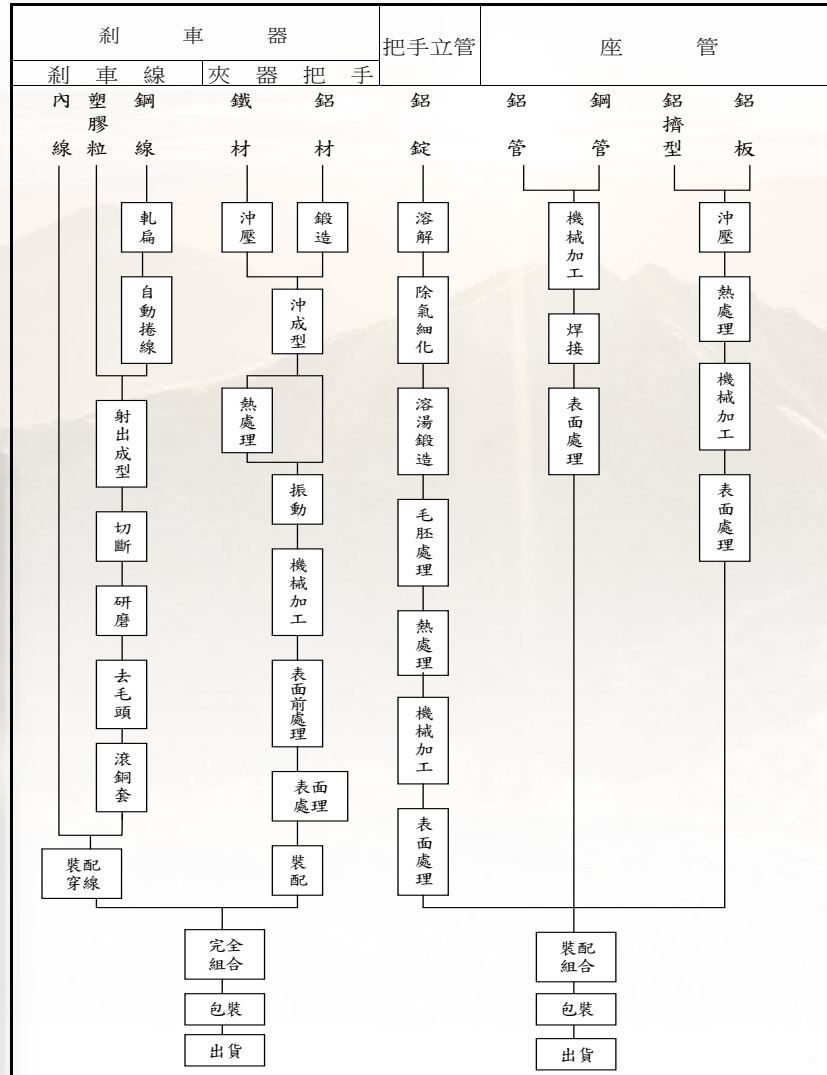 剎車器
把手立管
座管
剎車線
夾器把手
內線
塑膠粒
鋼線
鐵材
鋁材
鋁錠
鋁管
鋼管
鋁擠型
鋁板
軋扁
自動捲線
射出成型
切斷
研磨
去毛頭
滾銅套
裝配
穿線
沖壓
鍛造
沖成型
熱處理
振動
機械加工
表面前處理
表面
處理
裝配
溶解
除氣細化
溶湯鍛造
毛胚處理
熱處理
機械加工
表面處理
機械加工
焊接
表面處理
沖壓
熱處理
機械加工
表面處理
完全
組合
包裝
出貨
裝配
組合
包裝
出貨